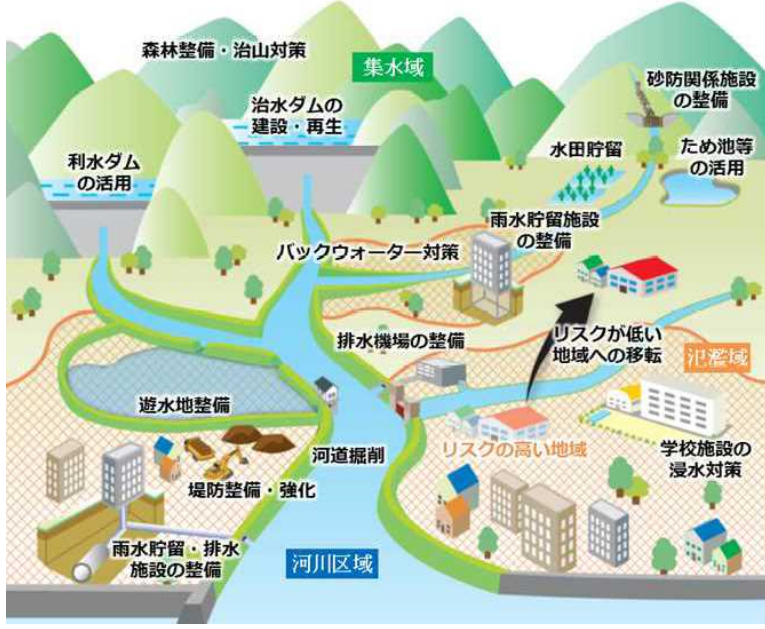 森林整備・治山対策
集水域
砂防関係施設
の整備
治水ダムの
建設・再生
水田貯留
ため池等
の活用
利水ダム
の活用
雨水貯留施設
の整備
バックウォーター対策
排水機場の整備
リスクが低い
地域への移転
氾濫域
遊水地整備
リスクの高い地域
学校施設の
浸水対策
河道掘削
堤防整備・強化
雨水貯留・排水
施設の整備
河川区域